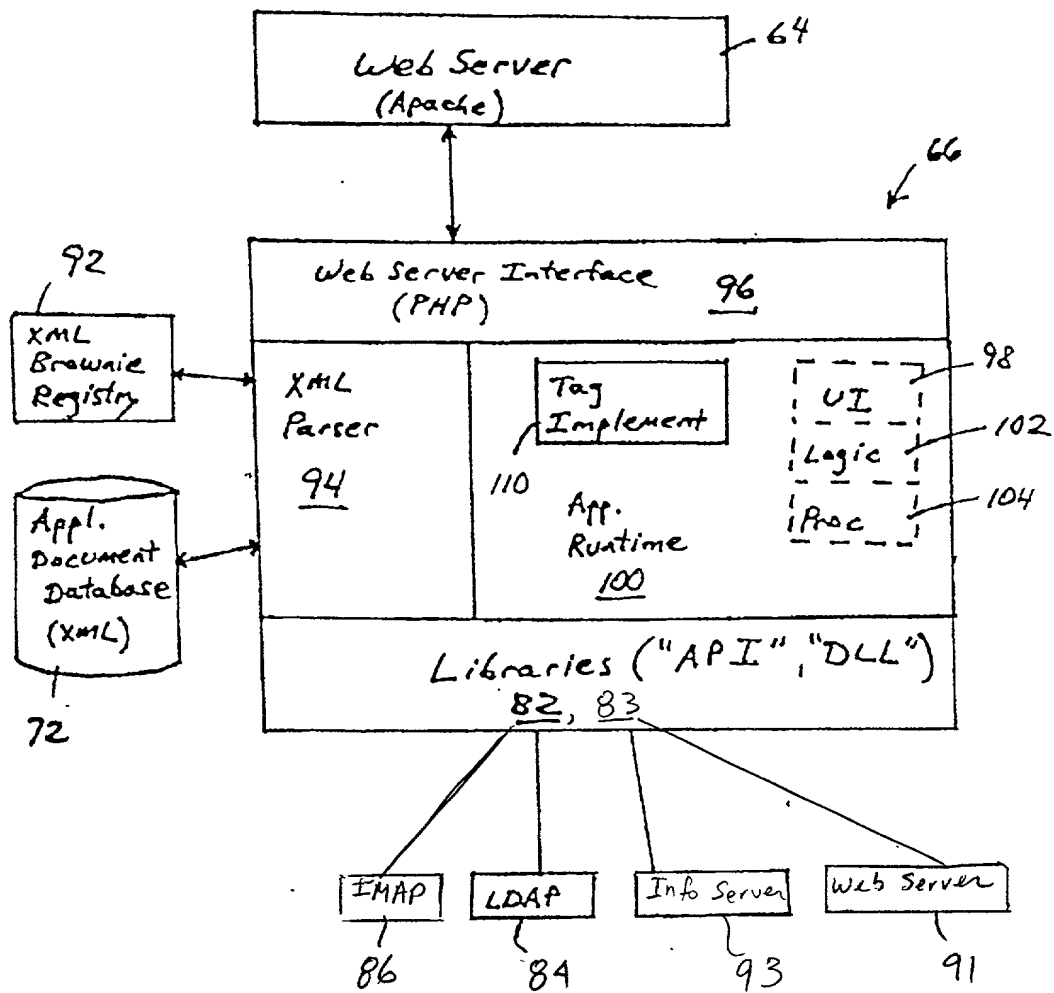 Web Server
(Apache)
64
66
Web Server Interface
(PHP)
96
92
XML
Brownie
Registry
XML
Parser
94
Tag
Implement
110
App.
Runtime
100
UI
98
Logic
102
Proc
104
Appl.
Document
Database
(XML)
72
Libraries ("API", "DLL")
82, 83
IMAP
LDAP
Info Server
Web Server
86
84
93
91